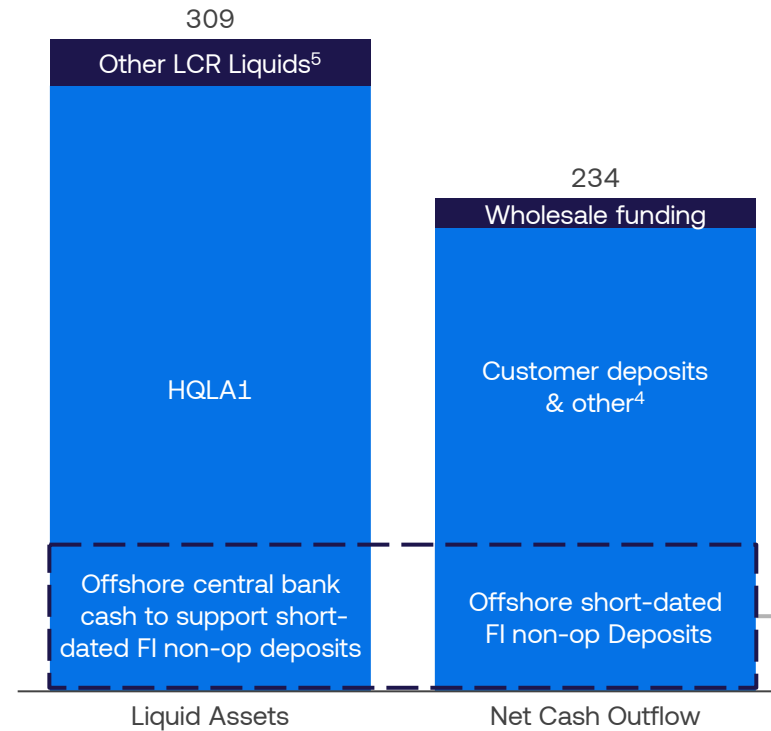 309
Other LCR Liquids⁵
234
Wholesale funding
HQLA1
Customer deposits
& other⁴
Offshore central bank
cash to support short-
dated FI non-op deposits
Offshore short-dated
FI non-op Deposits
Liquid Assets
Net Cash Outflow